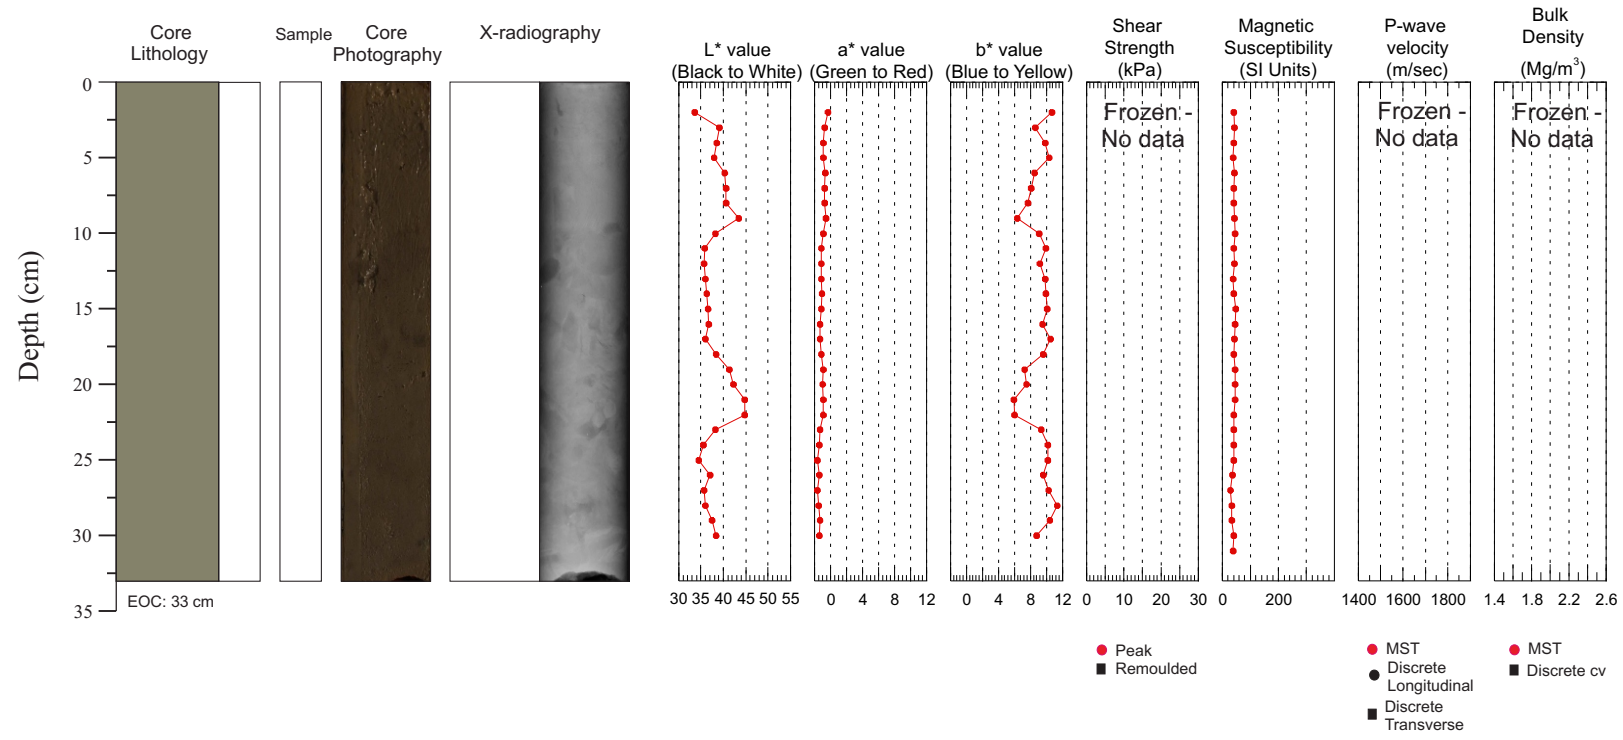 Core
Lithology
Sample
Core
Photography
X-radiography
L* value
(Black to White)
a* value
(Green to Red)
b* value
(Blue to Yellow)
Shear
Strength
(kPa)
Magnetic
Susceptibility
(SI Units)
P-wave
velocity
(m/sec)
Bulk
Density
(Mg/m³)
Depth (cm)
0
5
10
15
20
25
30
35
EOC: 33 cm
Frozen -
No data
Frozen -
No data
Frozen -
No data
30 35 40 45 50 55
0 4 8 12
0 4 8 12
0 10 20 30
0 200
1400 1600 1800
1.4 1.8 2.2 2.6
Peak
Remoulded
MST
Discrete
Longitudinal
Discrete
Transverse
MST
Discrete cv